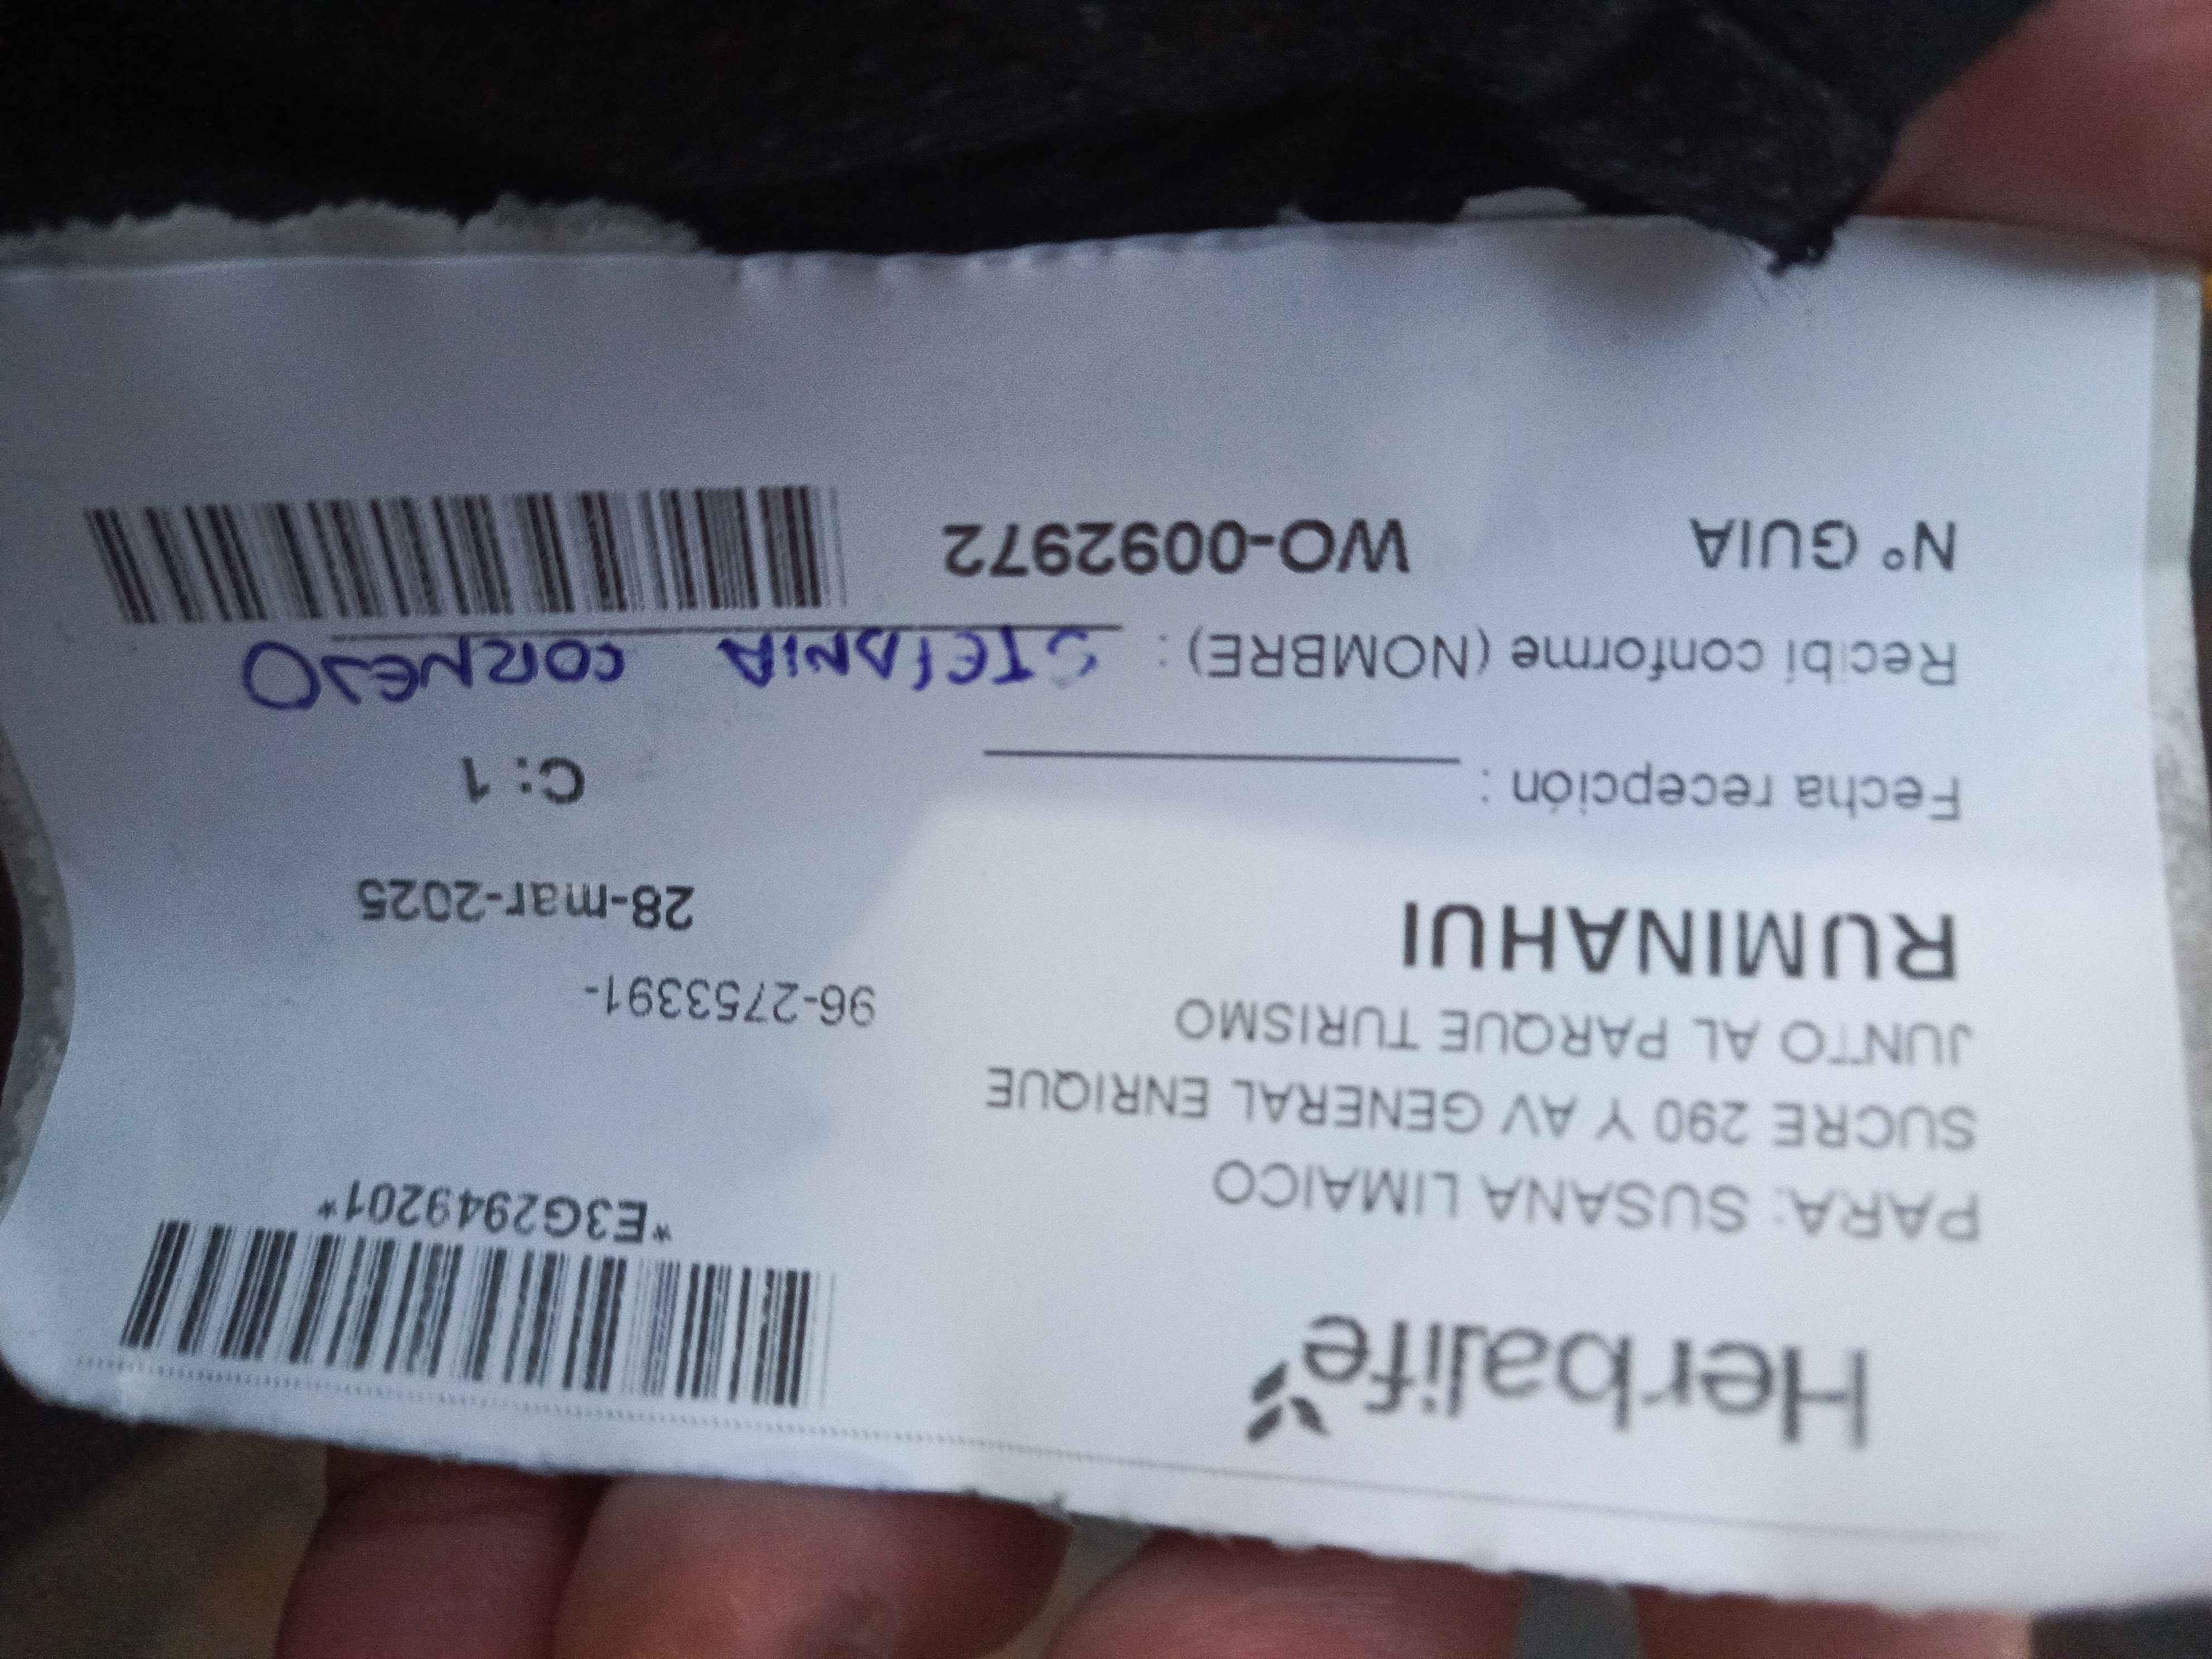 Herbalife
*E3G2949201*
PARA: SUSANA LIMAICO
SUCRE 290 Y AV GENERAL ENRIQUE
JUNTO AL PARQUE TURISMO
96-2753391-
RUMINAHUI
28-mar-2025
Fecha recepción :
C: 1
Recibi conforme (NOMBRE) : STEFANIA CORNEJO
N° GUIA WO-0092972